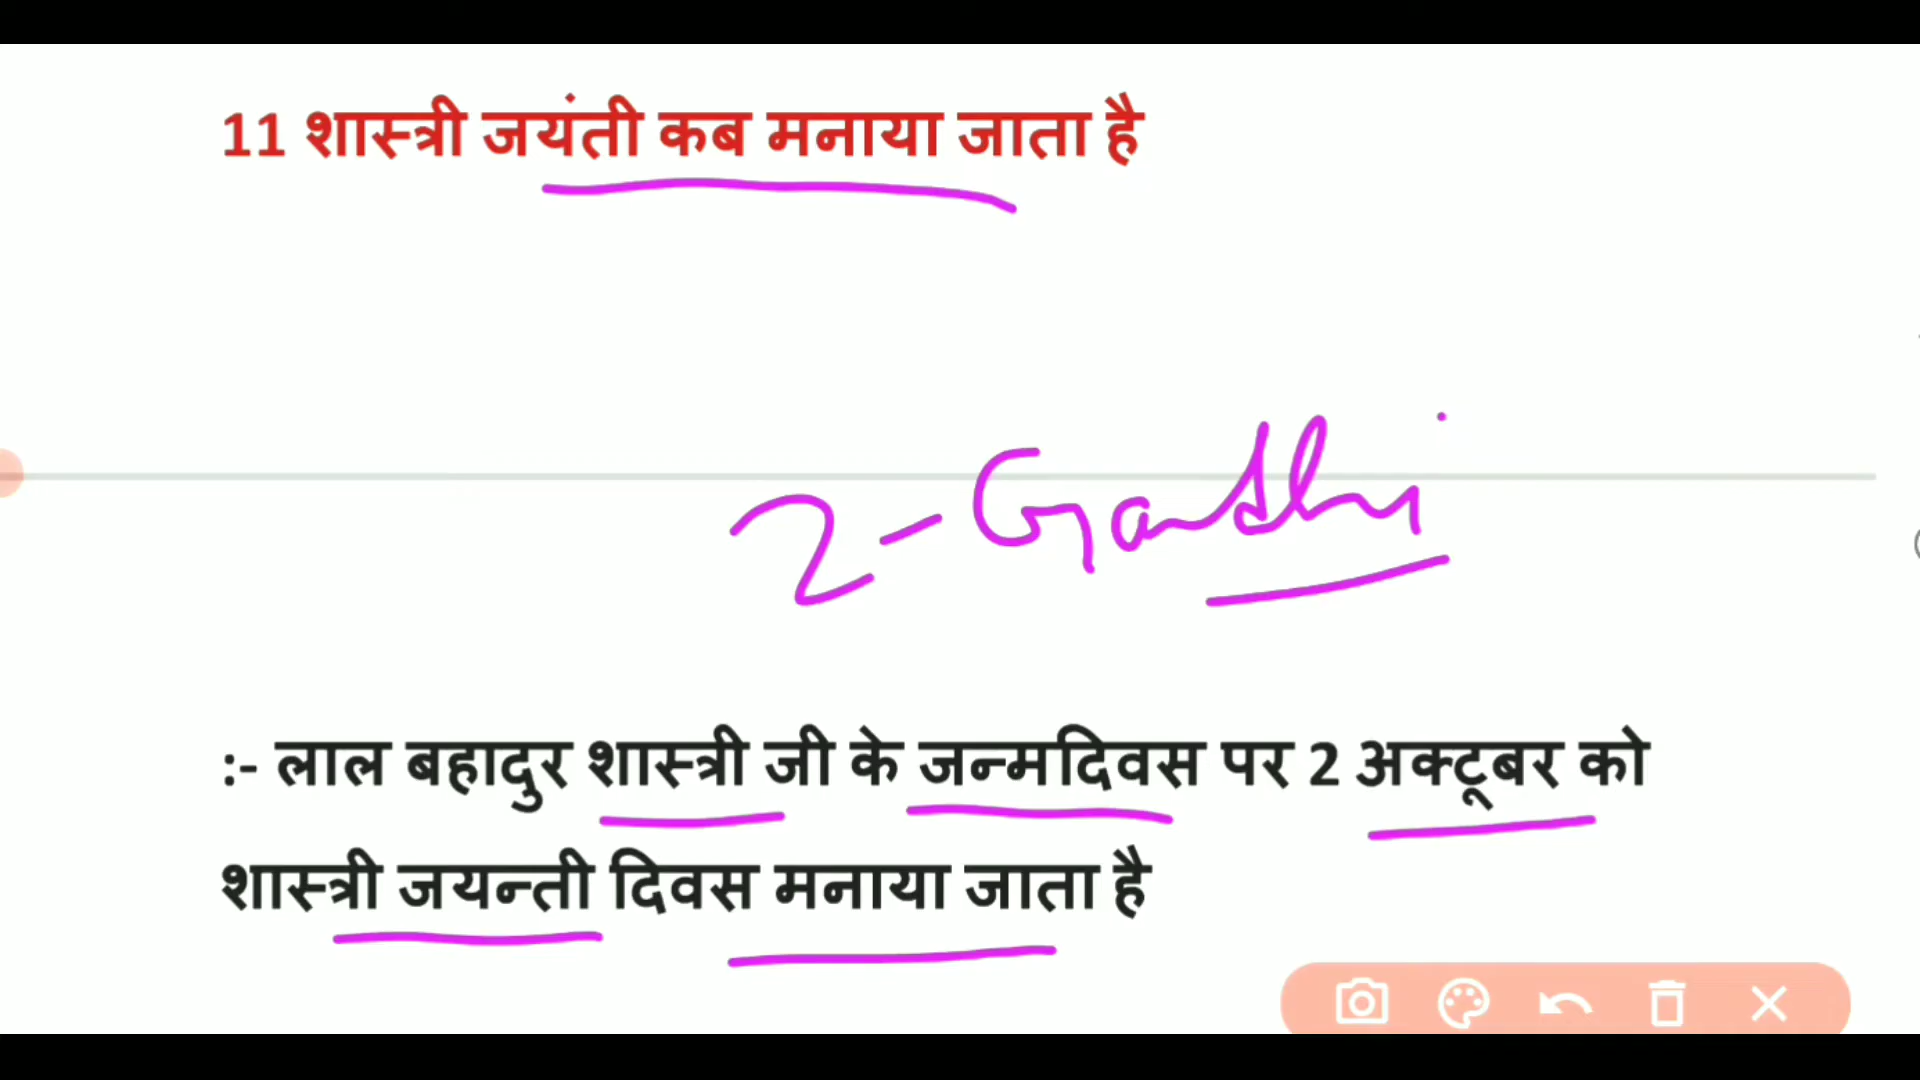 11 शास्त्री जयंती कब मनाया जाता है
2 - Gandhi
:- लाल बहादुर शास्त्री जी के जन्मदिवस पर 2 अक्टूबर को
शास्त्री जयन्ती दिवस मनाया जाता है